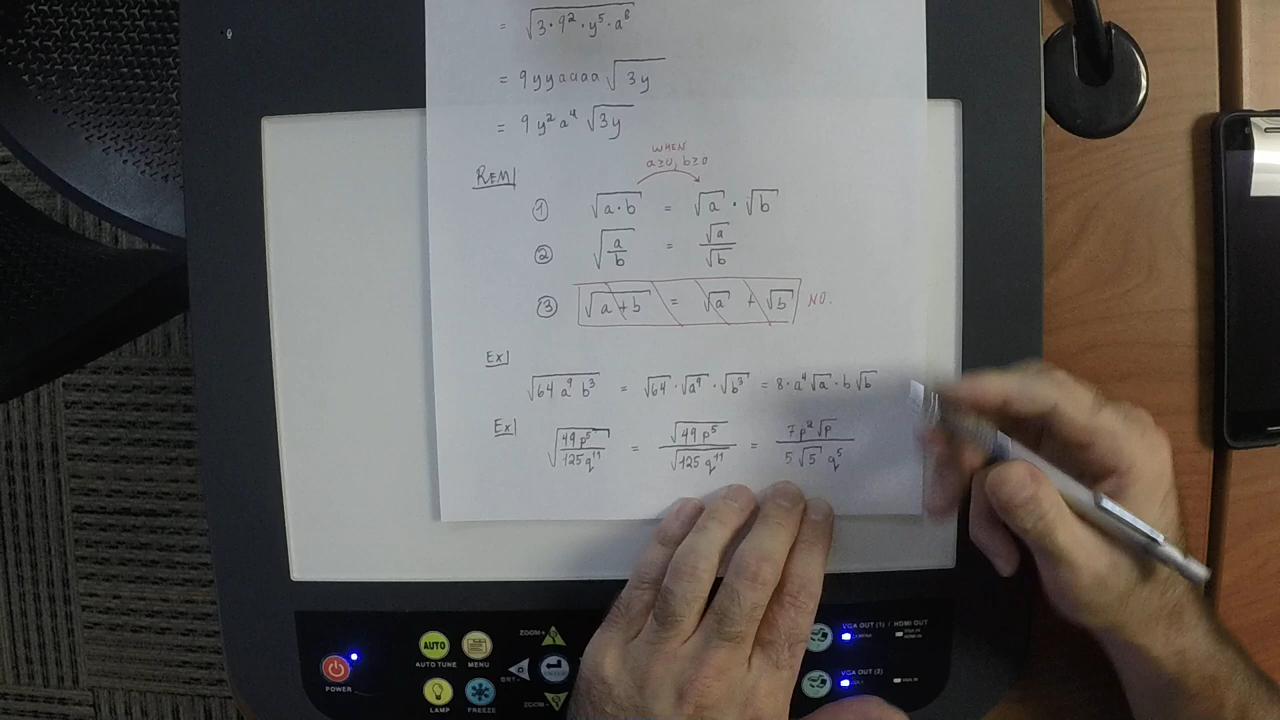 = √(3·9²·y⁵·a⁸)
= 9yyaaaa √(3y)
= 9y²a⁴ √(3y)
WHEN
a≥0, b≥0
REM
① √(a·b) = √a · √b
② √(a/b) = √a/√b
③ √(a+b) = √a + √b NO.
Ex
√(64a⁹b³) = √64·√a⁹·√b³ = 8·a⁴√a·b√b
Ex
√(49p⁵/125q¹¹) = √(49p⁵)/√(125q¹¹) = 7p²√p/5√5 q⁵
AUTO
AUTO TUNE
MENU
ZOOM+
POWER
LAMP
FREEZE
BRT-
ZOOM-
VGA OUT (1) / HDMI OUT
VGA OUT (2)